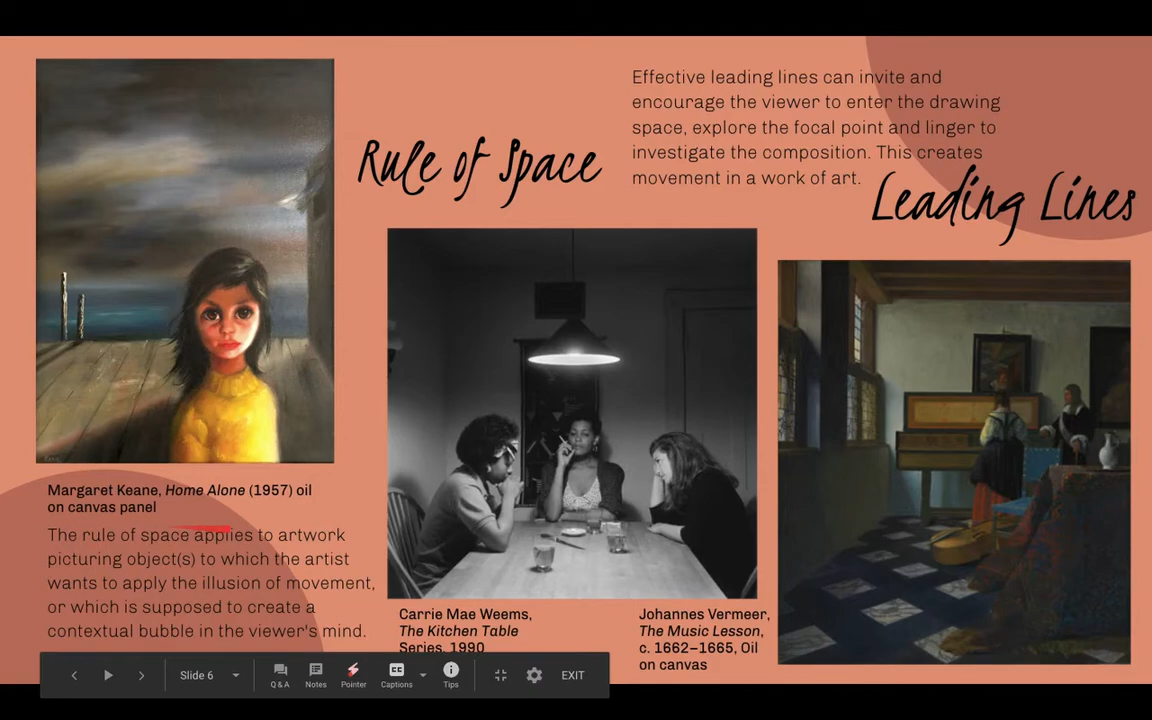 Rule of Space
Effective leading lines can invite and
encourage the viewer to enter the drawing
space, explore the focal point and linger to
investigate the composition. This creates
movement in a work of art.
Leading Lines
Margaret Keane, Home Alone (1957) oil
on canvas panel
The rule of space applies to artwork
picturing object(s) to which the artist
wants to apply the illusion of movement,
or which is supposed to create a
contextual bubble in the viewer's mind.
Carrie Mae Weems,
The Kitchen Table
Series, 1990
Johannes Vermeer,
The Music Lesson,
c. 1662–1665, Oil
on canvas
Slide 6
Q & A
Notes
Pointer
CC
Captions
Tips
EXIT